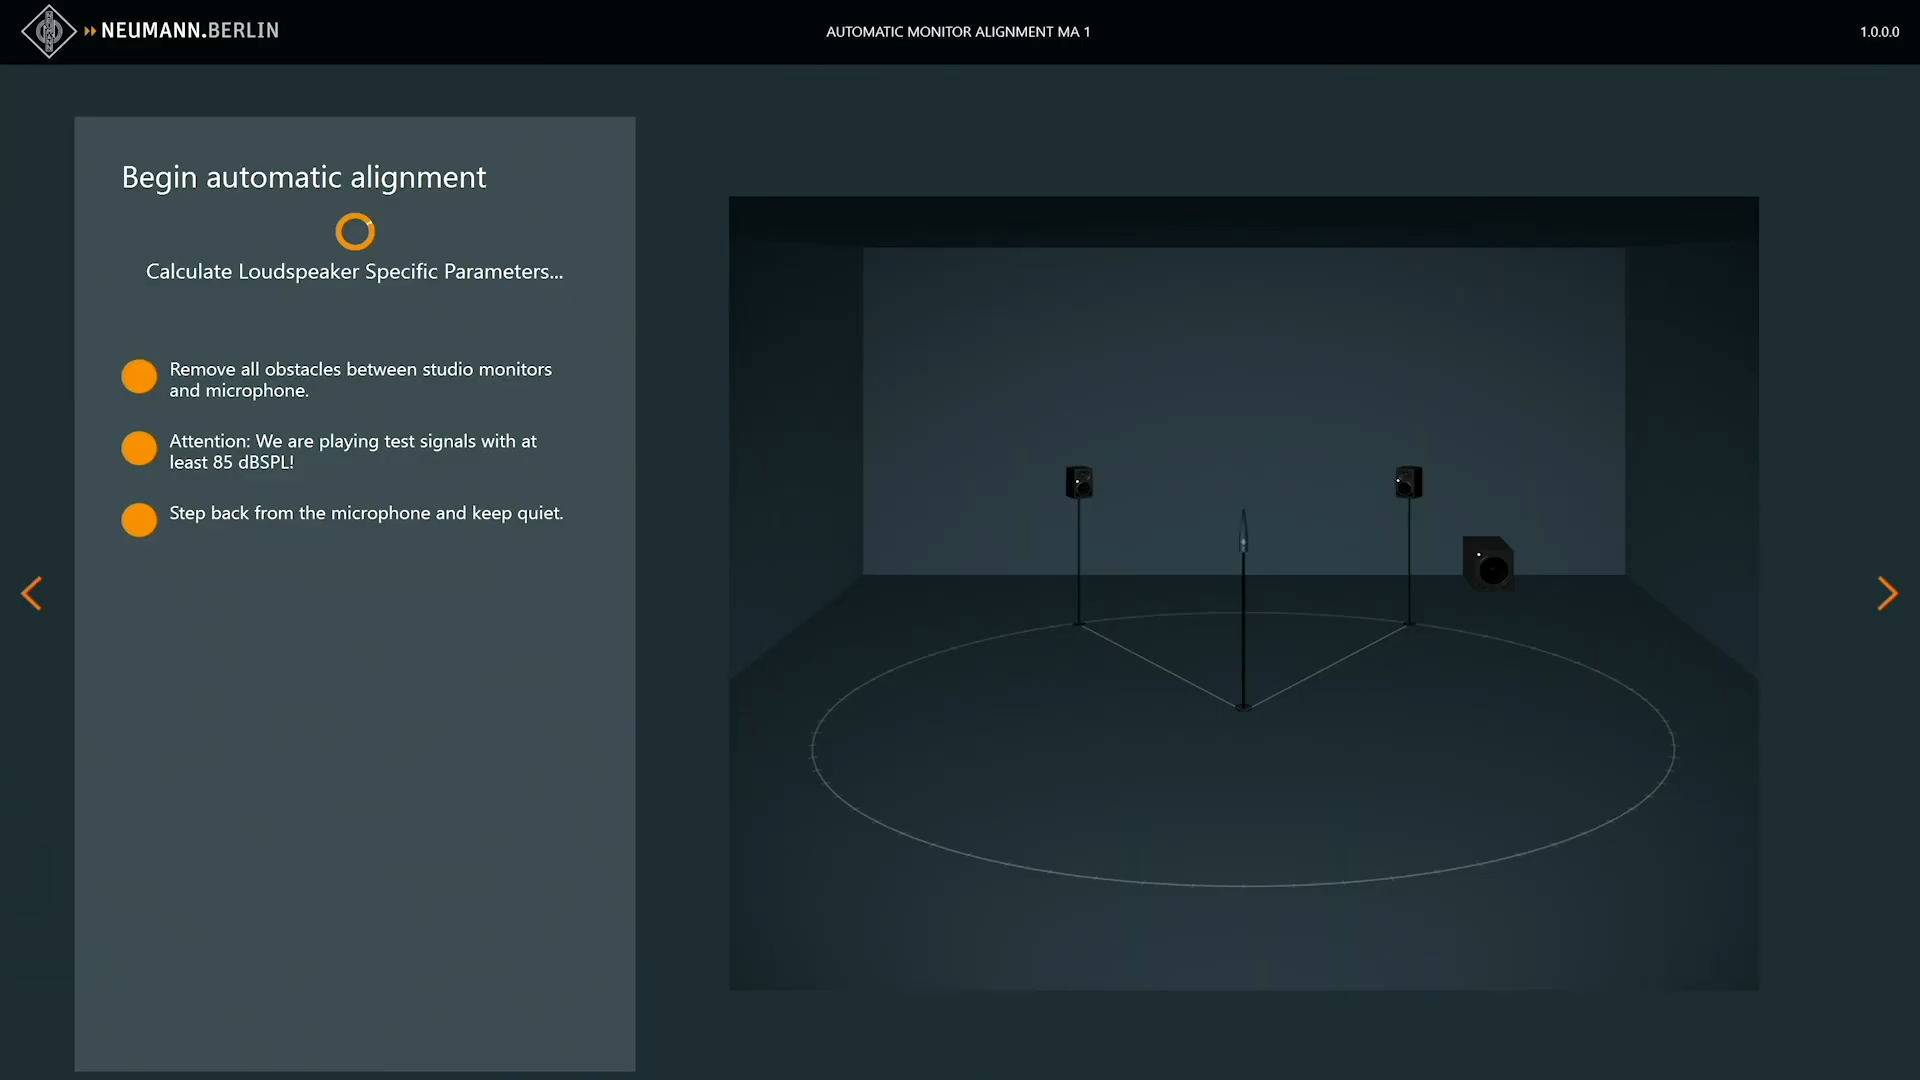 NEUMANN.BERLIN
AUTOMATIC MONITOR ALIGNMENT MA 1
1.0.0.0
Begin automatic alignment
Calculate Loudspeaker Specific Parameters...
Remove all obstacles between studio monitors
and microphone.
Attention: We are playing test signals with at
least 85 dBSPL!
Step back from the microphone and keep quiet.